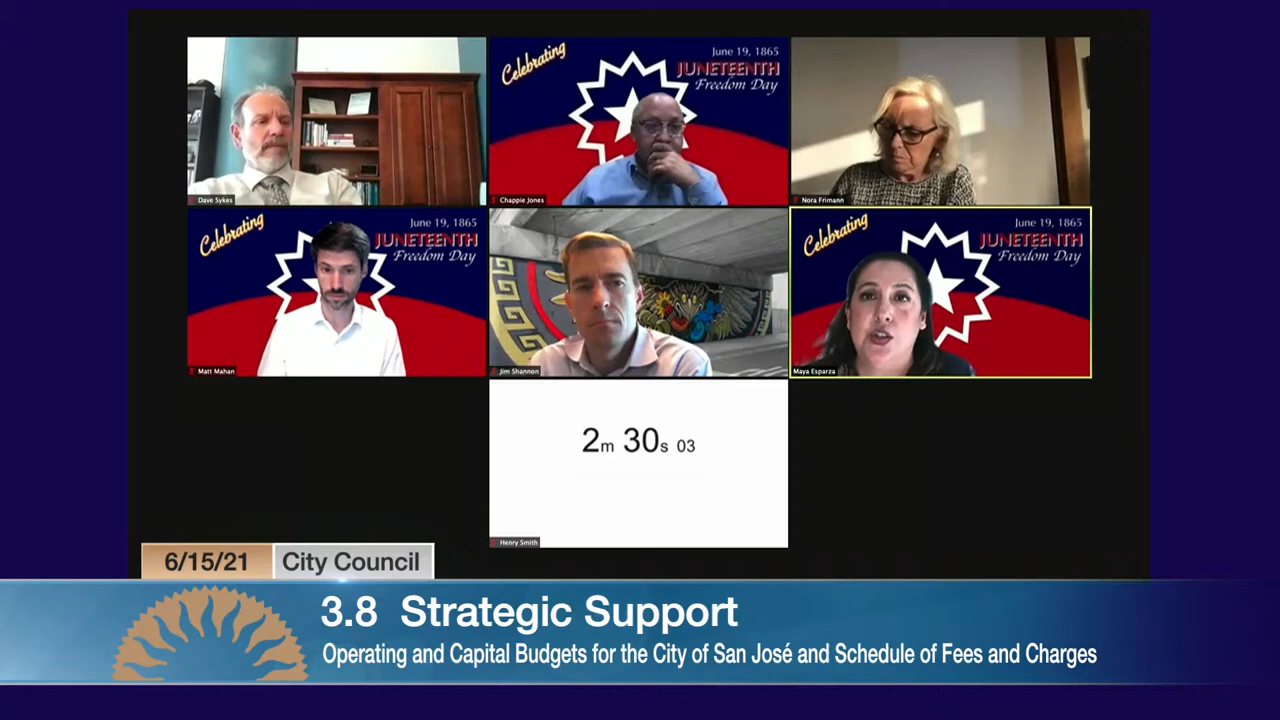 Celebrating
June 19, 1865
JUNETEENTH
Freedom Day
Dave Sykes
Chappie Jones
Nora Frimann
Celebrating
June 19, 1865
JUNETEENTH
Freedom Day
Celebrating
June 19, 1865
JUNETEENTH
Freedom Day
Matt Mahan
Jim Shannon
Maya Esparza
2m 30s 03
Henry Smith
6/15/21 City Council
3.8 Strategic Support
Operating and Capital Budgets for the City of San José and Schedule of Fees and Charges